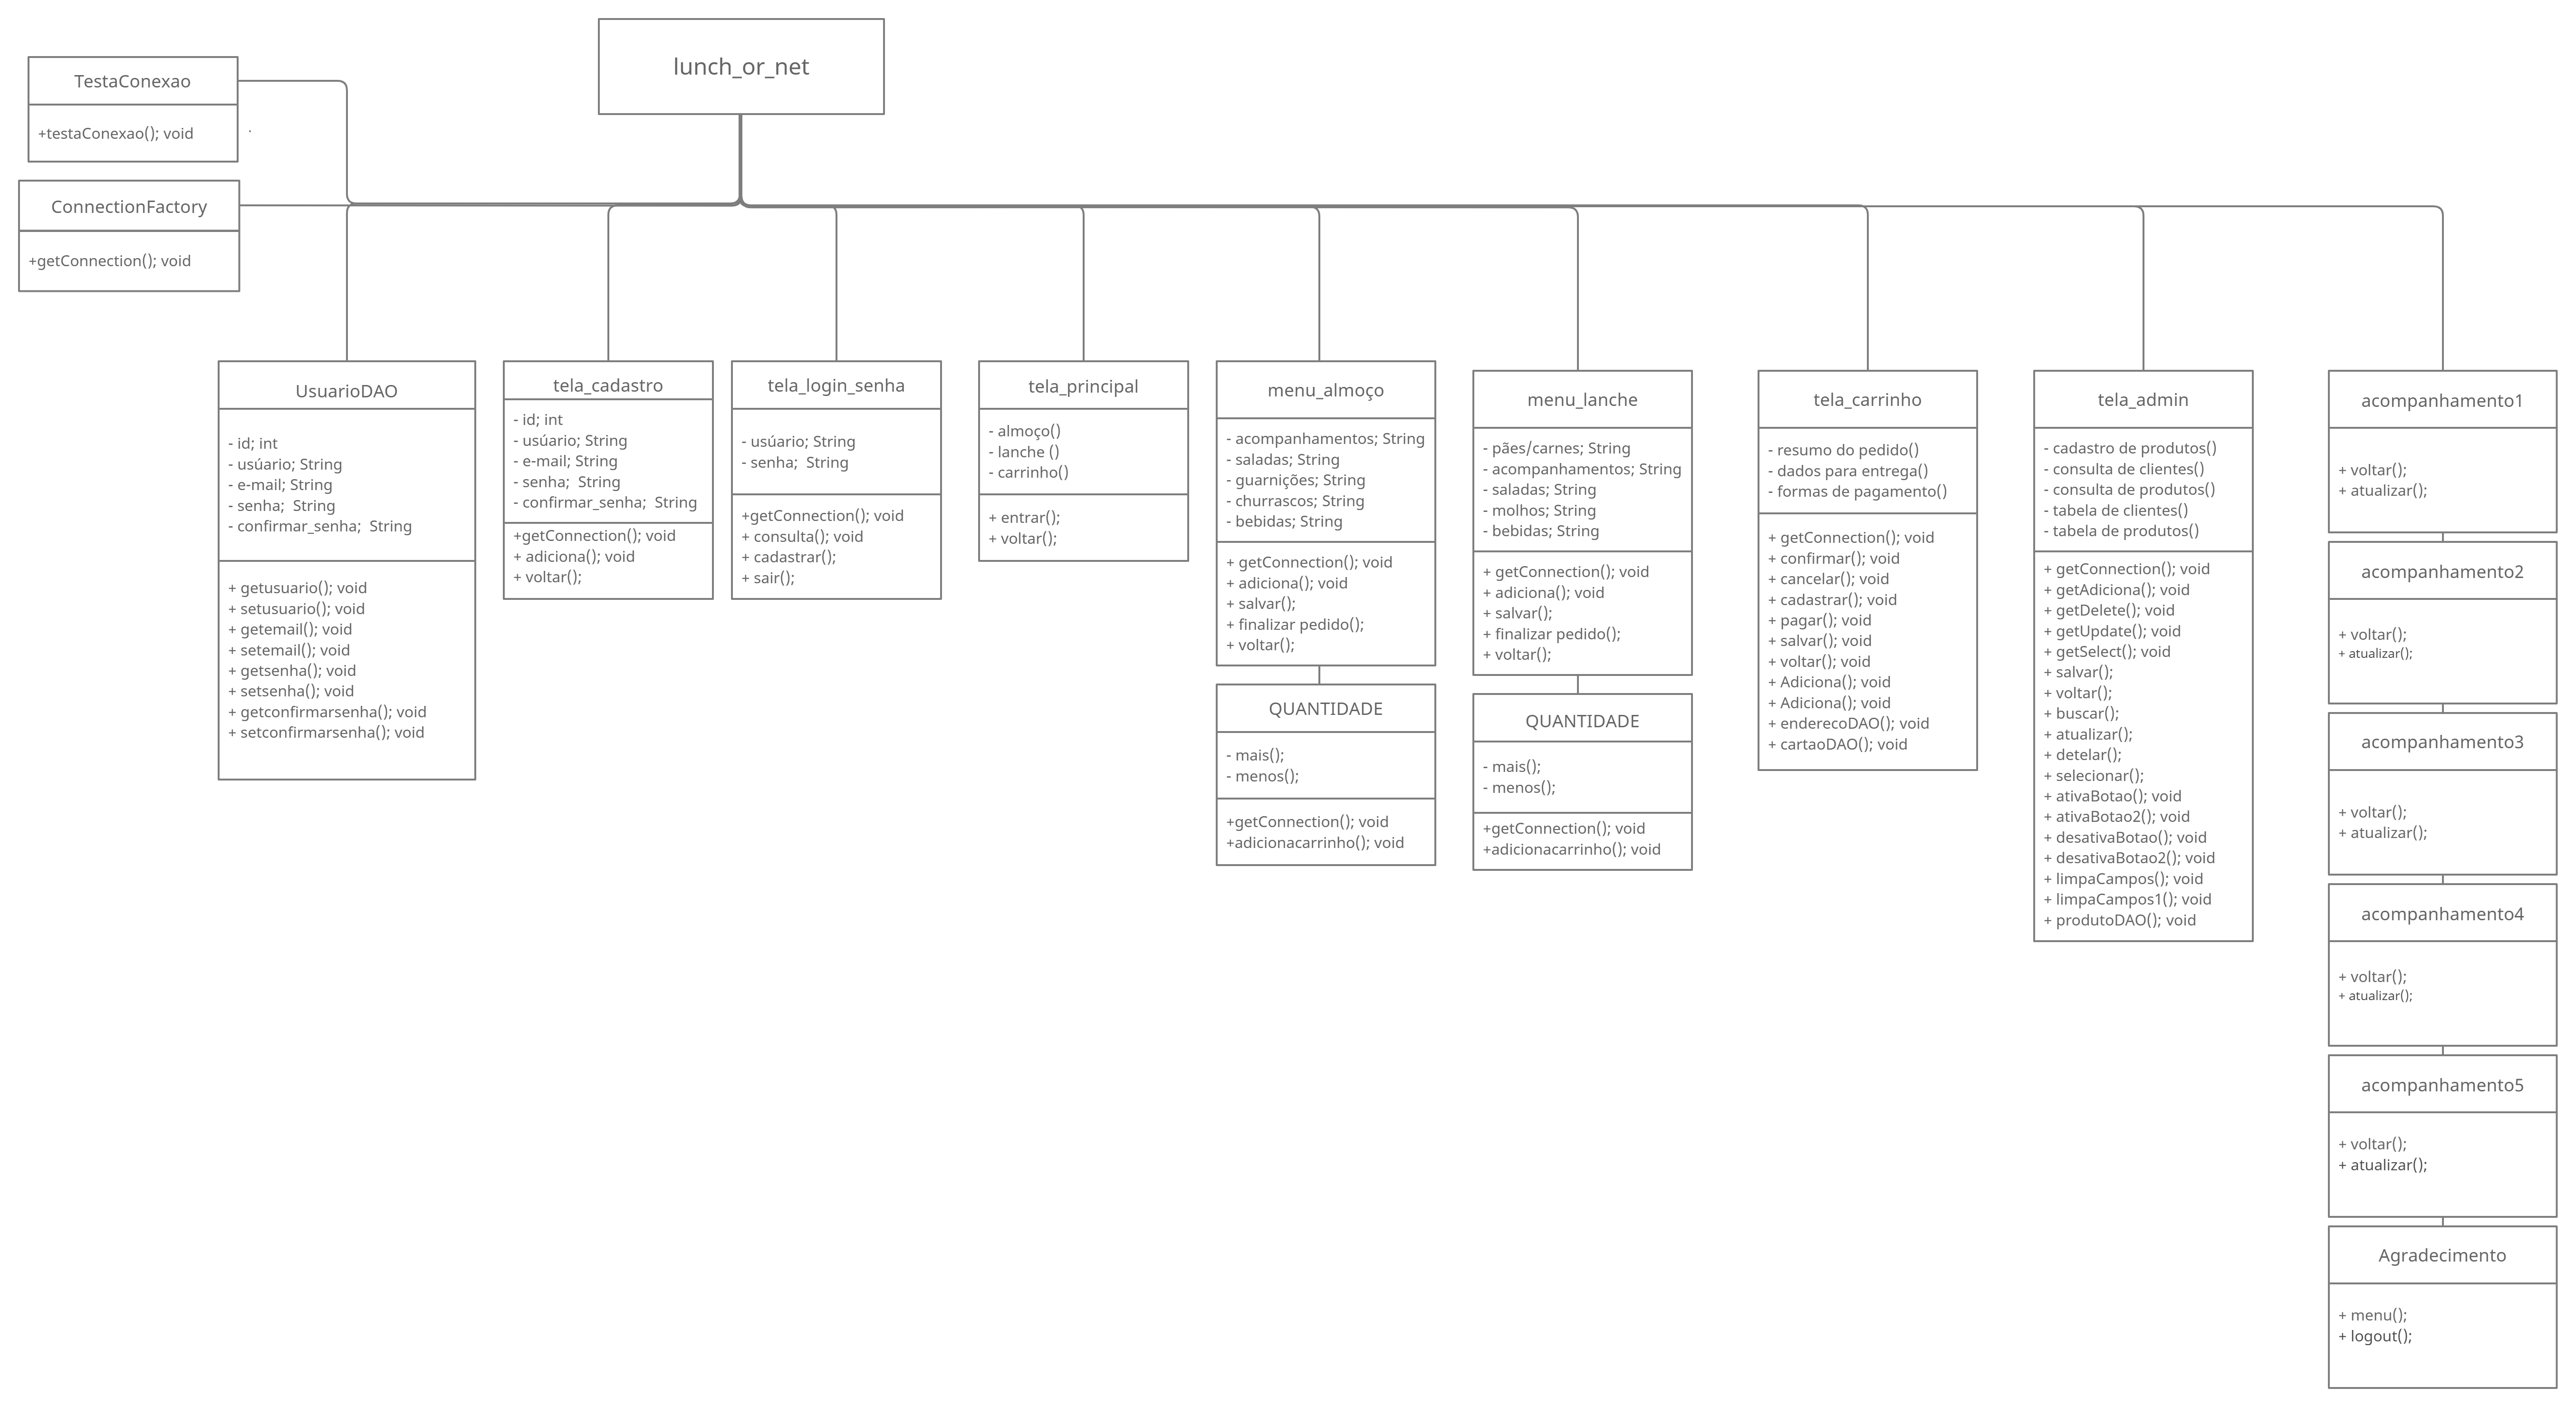 lunch_or_net
TestaConexao
+testaConexao(); void
ConnectionFactory
+getConnection(); void
UsuarioDAO
- id; int
- usúario; String
- e-mail; String
- senha;  String
- confirmar_senha;  String
+ getusuario(); void
+ setusuario(); void
+ getemail(); void
+ setemail(); void
+ getsenha(); void
+ setsenha(); void
+ getconfirmarsenha(); void
+ setconfirmarsenha(); void
tela_cadastro
- id; int
- usúario; String
- e-mail; String
- senha;  String
- confirmar_senha;  String
+getConnection(); void
+ adiciona(); void
+ voltar();
tela_login_senha
- usúario; String
- senha;  String
+getConnection(); void
+ consulta(); void
+ cadastrar();
+ sair();
tela_principal
- almoço()
- lanche ()
- carrinho()
+ entrar();
+ voltar();
menu_almoço
- acompanhamentos; String
- saladas; String
- guarnições; String
- churrascos; String
- bebidas; String
+ getConnection(); void
+ adiciona(); void
+ salvar();
+ finalizar pedido();
+ voltar();
QUANTIDADE
- mais();
- menos();
+getConnection(); void
+adicionacarrinho(); void
menu_lanche
- pães/carnes; String
- acompanhamentos; String
- saladas; String
- molhos; String
- bebidas; String
+ getConnection(); void
+ adiciona(); void
+ salvar();
+ finalizar pedido();
+ voltar();
QUANTIDADE
- mais();
- menos();
+getConnection(); void
+adicionacarrinho(); void
tela_carrinho
- resumo do pedido()
- dados para entrega()
- formas de pagamento()
+ getConnection(); void
+ confirmar(); void
+ cancelar(); void
+ cadastrar(); void
+ pagar(); void
+ salvar(); void
+ voltar(); void
+ Adiciona(); void
+ Adiciona(); void
+ enderecoDAO(); void
+ cartaoDAO(); void
tela_admin
- cadastro de produtos()
- consulta de clientes()
- consulta de produtos()
- tabela de clientes()
- tabela de produtos()
+ getConnection(); void
+ getAdiciona(); void
+ getDelete(); void
+ getUpdate(); void
+ getSelect(); void
+ salvar();
+ voltar();
+ buscar();
+ atualizar();
+ detelar();
+ selecionar();
+ ativaBotao(); void
+ ativaBotao2(); void
+ desativaBotao(); void
+ desativaBotao2(); void
+ limpaCampos(); void
+ limpaCampos1(); void
+ produtoDAO(); void
acompanhamento1
+ voltar();
+ atualizar();
acompanhamento2
+ voltar();
+ atualizar();
acompanhamento3
+ voltar();
+ atualizar();
acompanhamento4
+ voltar();
+ atualizar();
acompanhamento5
+ voltar();
+ atualizar();
Agradecimento
+ menu();
+ logout();